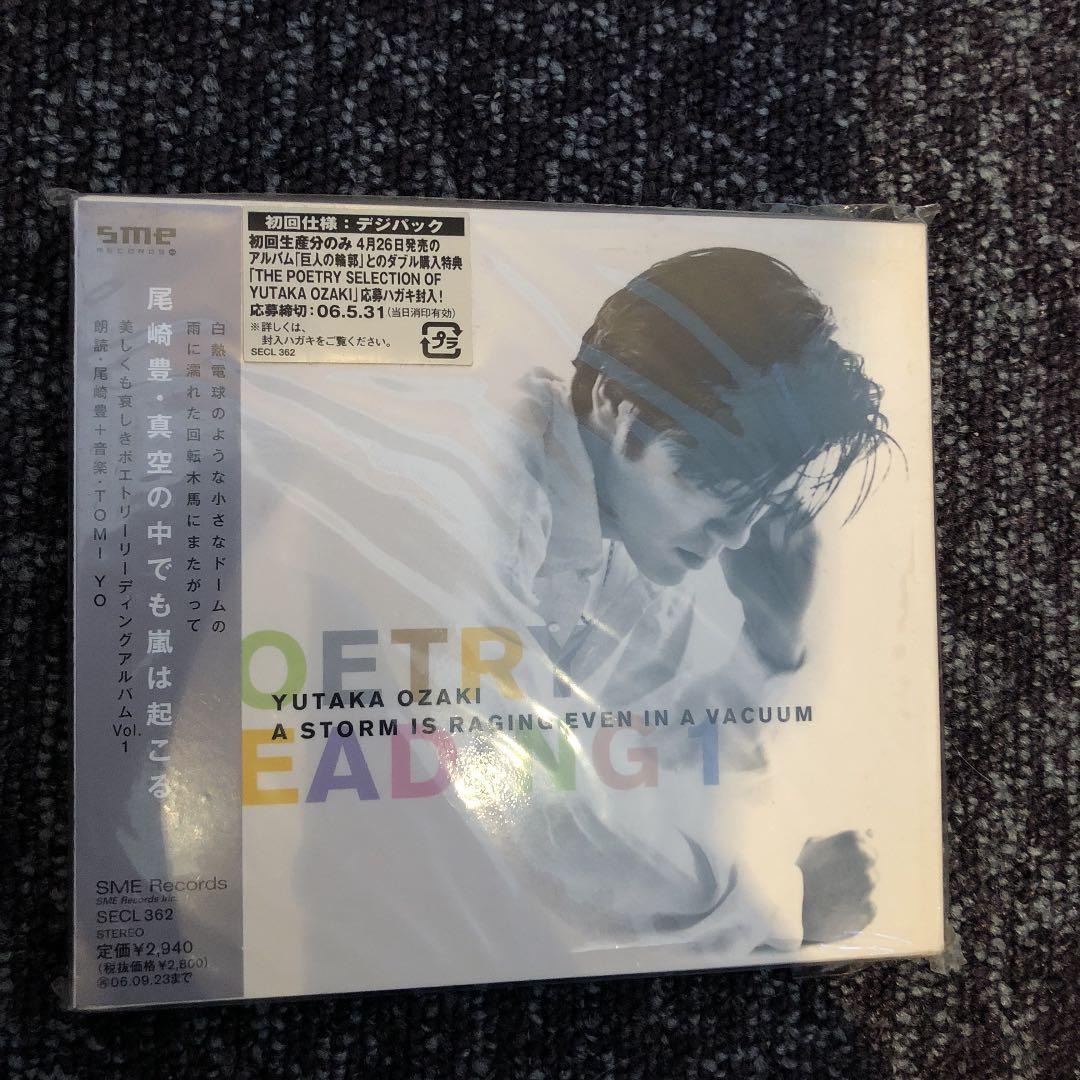 sme
RECORDS
初回仕様：デジパック
初回生産分のみ 4月26日発売の
アルバム「巨人の輪郭」とのダブル購入特典
「THE POETRY SELECTION OF
YUTAKA OZAKI」応募ハガキ封入！
応募締切：06.5.31(当日消印有効)
※詳しくは、
封入ハガキをご覧ください。
SECL 362
プラ
白熱電球のような小さなドームの
雨に濡れた回転木馬にまたがって
尾崎豊・真空の中でも嵐は起こる
美しくも哀しきポエトリーリーディングアルバムVol.1
朗読・尾崎豊＋音楽・TOMI YO
OETRY
YUTAKA OZAKI
A STORM IS RAGING EVEN IN A VACUUM
EADING 1
SME Records
SME Records Inc.
SECL 362
STEREO
定価¥2,940
(税抜価格¥2,800)
06.09.23まで